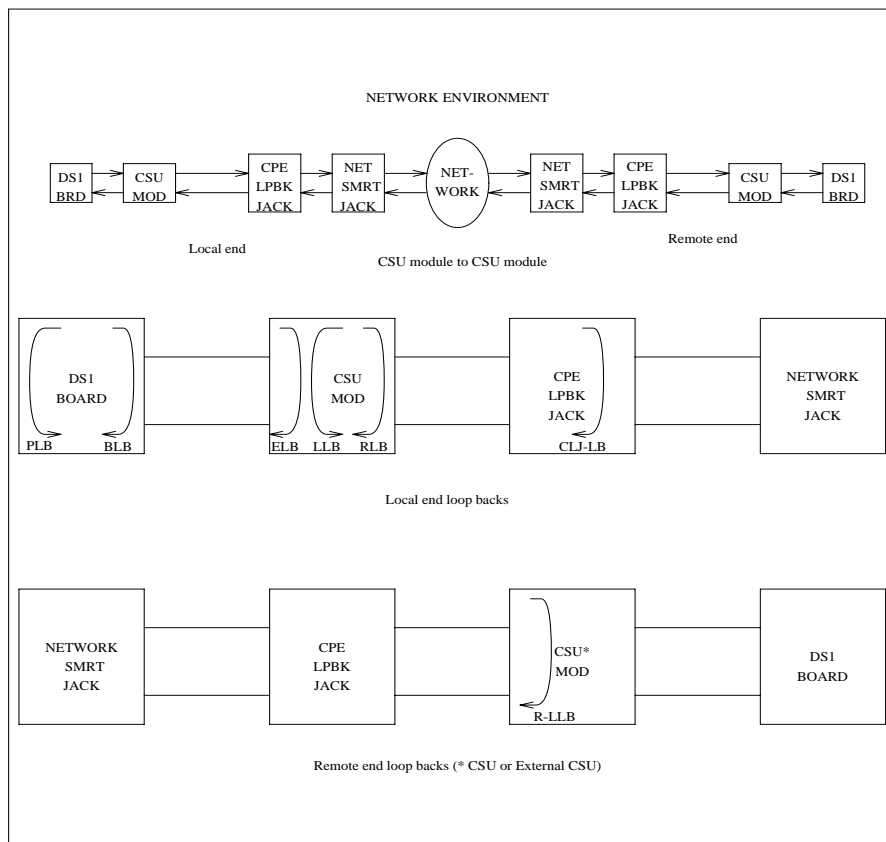 NETWORK ENVIRONMENT
DS1
BRD
CSU
MOD
CPE
LPBK
JACK
NET
SMRT
JACK
NET-
WORK
NET
SMRT
JACK
CPE
LPBK
JACK
CSU
MOD
DS1
BRD
Local end
Remote end
CSU module to CSU module
DS1
BOARD
PLB
BLB
CSU
MOD
ELB
LLB
RLB
CPE
LPBK
JACK
CLJ-LB
NETWORK
SMRT
JACK
Local end loop backs
NETWORK
SMRT
JACK
CPE
LPBK
JACK
CSU*
MOD
R-LLB
DS1
BOARD
Remote end loop backs (* CSU or External CSU)